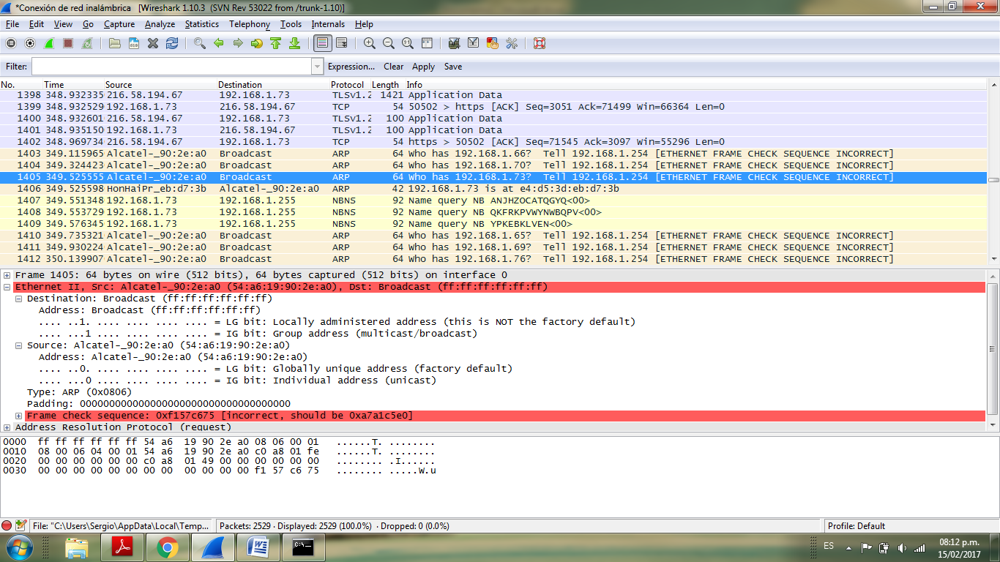 *Conexión de red inalámbrica [Wireshark 1.10.3 (SVN Rev 53022 from /trunk-1.10)]
File Edit View Go Capture Analyze Statistics Telephony Tools Internals Help
Filter: Expression... Clear Apply Save
No. Time Source Destination Protocol Length Info
1398 348.932335 216.58.194.67 192.168.1.73 TLSv1.2 1421 Application Data
1399 348.932529 192.168.1.73 216.58.194.67 TCP 54 50502 > https [ACK] Seq=3051 Ack=71499 Win=66364 Len=0
1400 348.932601 216.58.194.67 192.168.1.73 TLSv1.2 100 Application Data
1401 348.935150 192.168.1.73 216.58.194.67 TLSv1.2 100 Application Data
1402 348.969734 216.58.194.67 192.168.1.73 TCP 54 https > 50502 [ACK] Seq=71545 Ack=3097 Win=55296 Len=0
1403 349.115965 Alcatel-_90:2e:a0 Broadcast ARP 64 Who has 192.168.1.66? Tell 192.168.1.254 [ETHERNET FRAME CHECK SEQUENCE INCORRECT]
1404 349.324423 Alcatel-_90:2e:a0 Broadcast ARP 64 Who has 192.168.1.70? Tell 192.168.1.254 [ETHERNET FRAME CHECK SEQUENCE INCORRECT]
1405 349.525555 Alcatel-_90:2e:a0 Broadcast ARP 64 Who has 192.168.1.73? Tell 192.168.1.254 [ETHERNET FRAME CHECK SEQUENCE INCORRECT]
1406 349.525598 HonHaiPr_eb:d7:3b Alcatel-_90:2e:a0 ARP 42 192.168.1.73 is at e4:d5:3d:eb:d7:3b
1407 349.551348 192.168.1.73 192.168.1.255 NBNS 92 Name query NB ANJHZOCATQGYQ<00>
1408 349.553729 192.168.1.73 192.168.1.255 NBNS 92 Name query NB QKFRKPVWYNWBQPV<00>
1409 349.576345 192.168.1.73 192.168.1.255 NBNS 92 Name query NB YPKEBKLVEN<00>
1410 349.735321 Alcatel-_90:2e:a0 Broadcast ARP 64 Who has 192.168.1.65? Tell 192.168.1.254 [ETHERNET FRAME CHECK SEQUENCE INCORRECT]
1411 349.930224 Alcatel-_90:2e:a0 Broadcast ARP 64 Who has 192.168.1.69? Tell 192.168.1.254 [ETHERNET FRAME CHECK SEQUENCE INCORRECT]
1412 350.139907 Alcatel-_90:2e:a0 Broadcast ARP 64 Who has 192.168.1.76? Tell 192.168.1.254 [ETHERNET FRAME CHECK SEQUENCE INCORRECT]
Frame 1405: 64 bytes on wire (512 bits), 64 bytes captured (512 bits) on interface 0
Ethernet II, Src: Alcatel-_90:2e:a0 (54:a6:19:90:2e:a0), Dst: Broadcast (ff:ff:ff:ff:ff:ff)
Destination: Broadcast (ff:ff:ff:ff:ff:ff)
Address: Broadcast (ff:ff:ff:ff:ff:ff)
.... ..1. .... .... .... .... = LG bit: Locally administered address (this is NOT the factory default)
.... ...1 .... .... .... .... = IG bit: Group address (multicast/broadcast)
Source: Alcatel-_90:2e:a0 (54:a6:19:90:2e:a0)
Address: Alcatel-_90:2e:a0 (54:a6:19:90:2e:a0)
.... ..0. .... .... .... .... = LG bit: Globally unique address (factory default)
.... ...0 .... .... .... .... = IG bit: Individual address (unicast)
Type: ARP (0x0806)
Padding: 000000000000000000000000000000000000
Frame check sequence: 0xf157c675 [incorrect, should be 0xa7a1c5e0]
Address Resolution Protocol (request)
0000 ff ff ff ff ff ff 54 a6 19 90 2e a0 08 06 00 01 ......T. ........
0010 08 00 06 04 00 01 54 a6 19 90 2e a0 c0 a8 01 fe ......T. ........
0020 00 00 00 00 00 00 c0 a8 01 49 00 00 00 00 00 00 ........ .I......
0030 00 00 00 00 00 00 00 00 00 00 00 00 f1 57 c6 75 ........ .....W.u
File: "C:\Users\Sergio\AppData\Local\Temp... Packets: 2529 · Displayed: 2529 (100.0%) · Dropped: 0 (0.0%) Profile: Default
ES 08:12 p.m.
15/02/2017